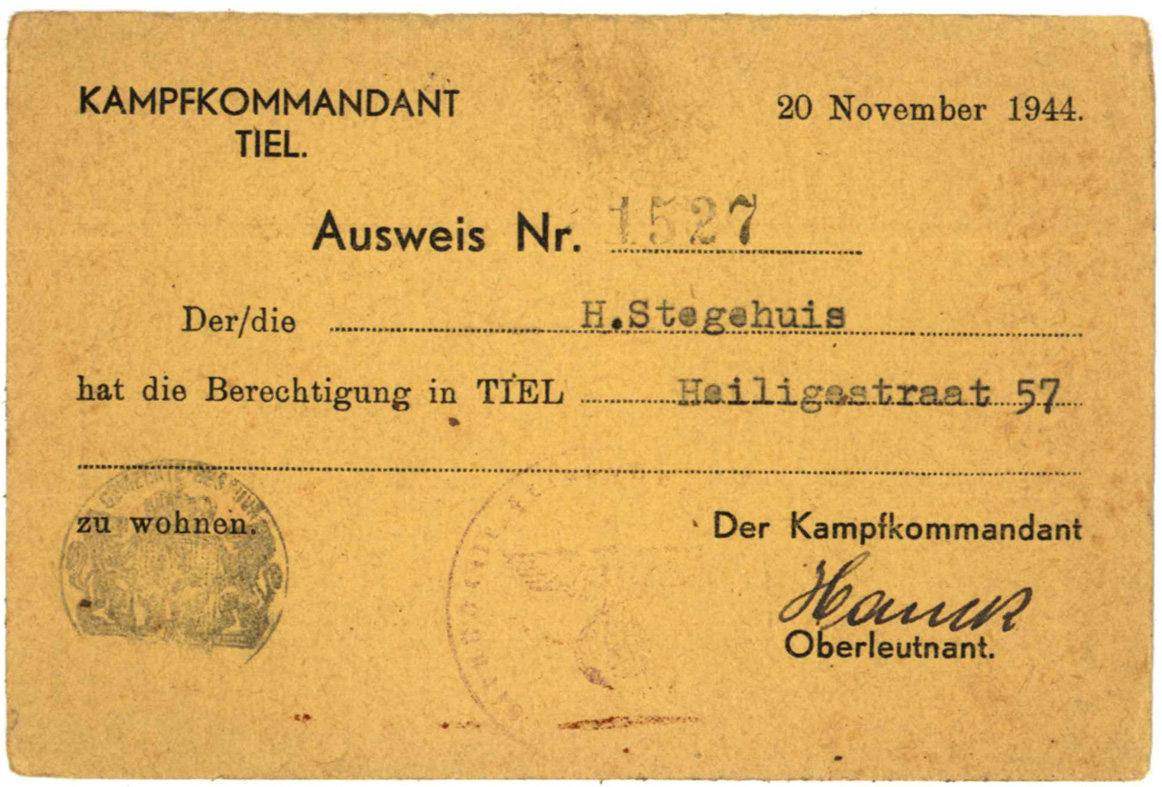 KAMPFKOMMANDANT
TIEL.
20 November 1944.
Ausweis Nr. 1527
Der/die H.Stegehuis
hat die Berechtigung in TIEL Heiligestraat 57
zu wohnen.
Der Kampfkommandant
Hanck
Oberleutnant.